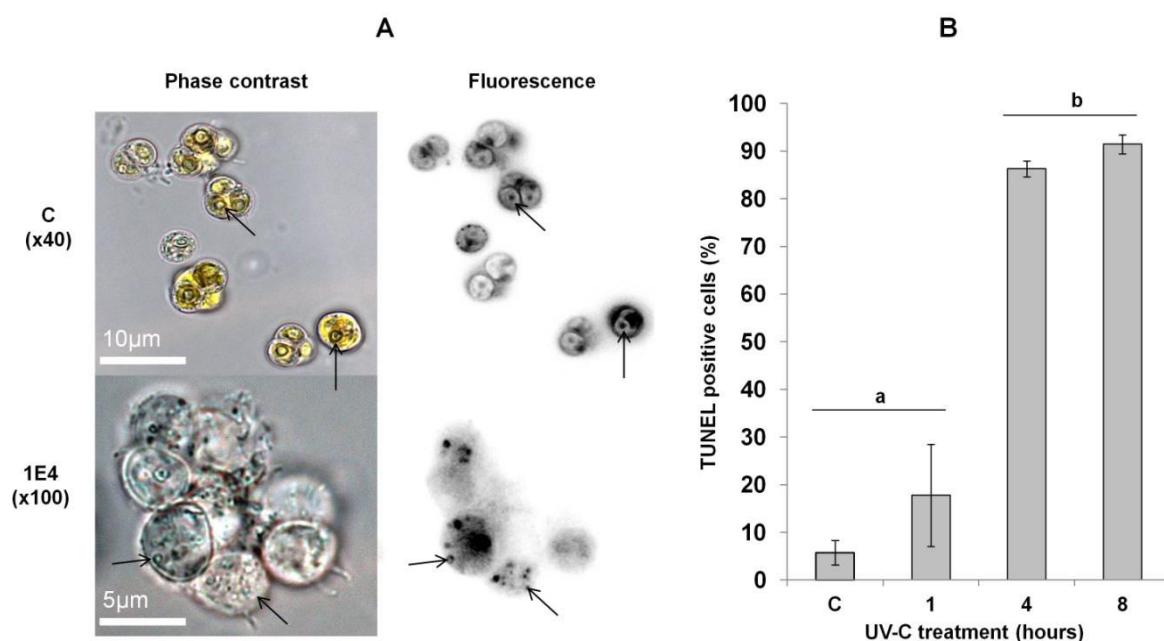 A
Phase contrast
Fluorescence
C
(x40)
10µm
1E4
(x100)
5µm
B
TUNEL positive cells (%)
100
90
80
70
60
50
40
30
20
10
0
a
b
C 1 4 8
UV-C treatment (hours)